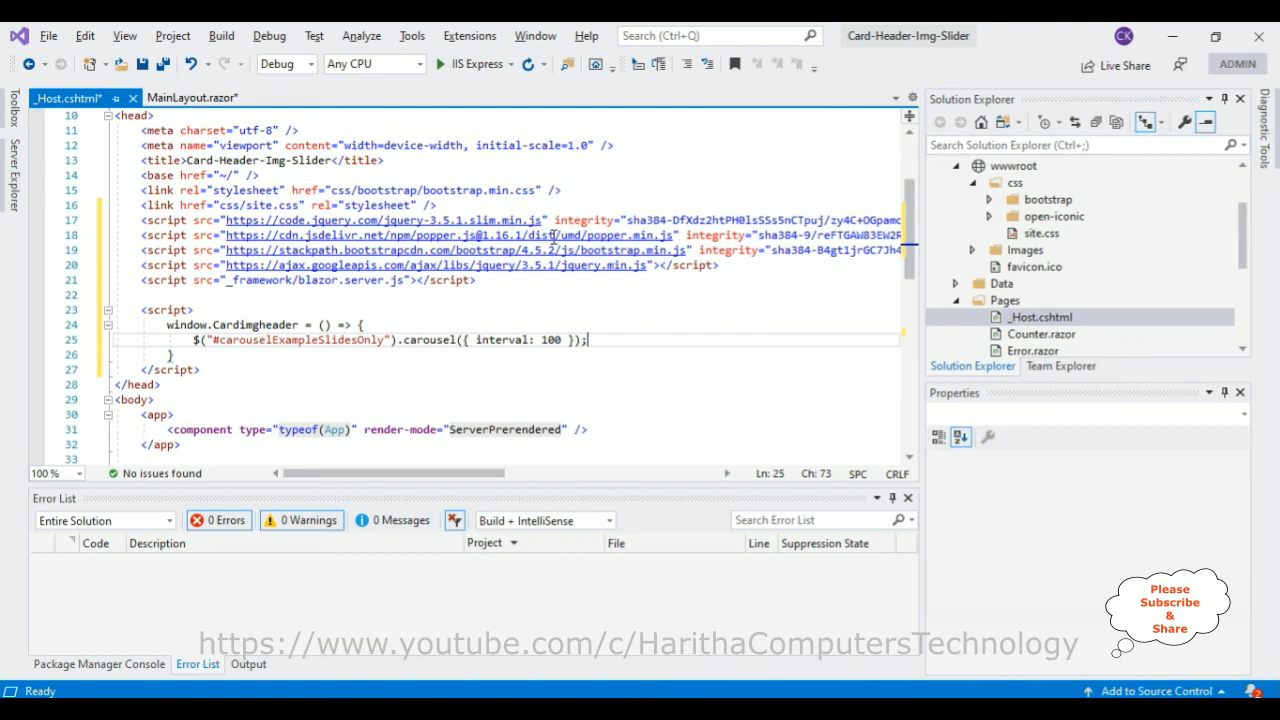 File Edit View Project Build Debug Test Analyze Tools Extensions Window Help Search (Ctrl+Q) Card-Header-Img-Slider CK
Debug Any CPU IIS Express Live Share ADMIN
Toolbox
Server Explorer
_Host.cshtml* MainLayout.razor*
10 <head>
11 <meta charset="utf-8" />
12 <meta name="viewport" content="width=device-width, initial-scale=1.0" />
13 <title>Card-Header-Img-Slider</title>
14 <base href="~/" />
15 <link rel="stylesheet" href="css/bootstrap/bootstrap.min.css" />
16 <link href="css/site.css" rel="stylesheet" />
17 <script src="https://code.jquery.com/jquery-3.5.1.slim.min.js" integrity="sha384-DfXdz2htPH0lsSSs5nCTpuj/zy4C+OGpamo
18 <script src="https://cdn.jsdelivr.net/npm/popper.js@1.16.1/dist/umd/popper.min.js" integrity="sha384-9/reFTGAW83EW2R
19 <script src="https://stackpath.bootstrapcdn.com/bootstrap/4.5.2/js/bootstrap.min.js" integrity="sha384-B4gt1jrGC7Jh4
20 <script src="https://ajax.googleapis.com/ajax/libs/jquery/3.5.1/jquery.min.js"></script>
21 <script src="_framework/blazor.server.js"></script>
22
23 <script>
24 window.Cardimgheader = () => {
25 $("#carouselExampleSlidesOnly").carousel({ interval: 100 });
26 }
27 </script>
28 </head>
29 <body>
30 <app>
31 <component type="typeof(App)" render-mode="ServerPrerendered" />
32 </app>
33
100 % No issues found Ln: 25 Ch: 73 SPC CRLF
Error List
Entire Solution 0 Errors 0 Warnings 0 Messages Build + IntelliSense Search Error List
Code Description Project File Line Suppression State
Package Manager Console Error List Output
Solution Explorer
Search Solution Explorer (Ctrl+;)
wwwroot
css
bootstrap
open-iconic
site.css
Images
favicon.ico
Data
Pages
_Host.cshtml
Counter.razor
Error.razor
Solution Explorer Team Explorer
Properties
Diagnostic Tools
Please
Subscribe
&
Share
https://www.youtube.com/c/HarithaComputersTechnology
Ready Add to Source Control 2